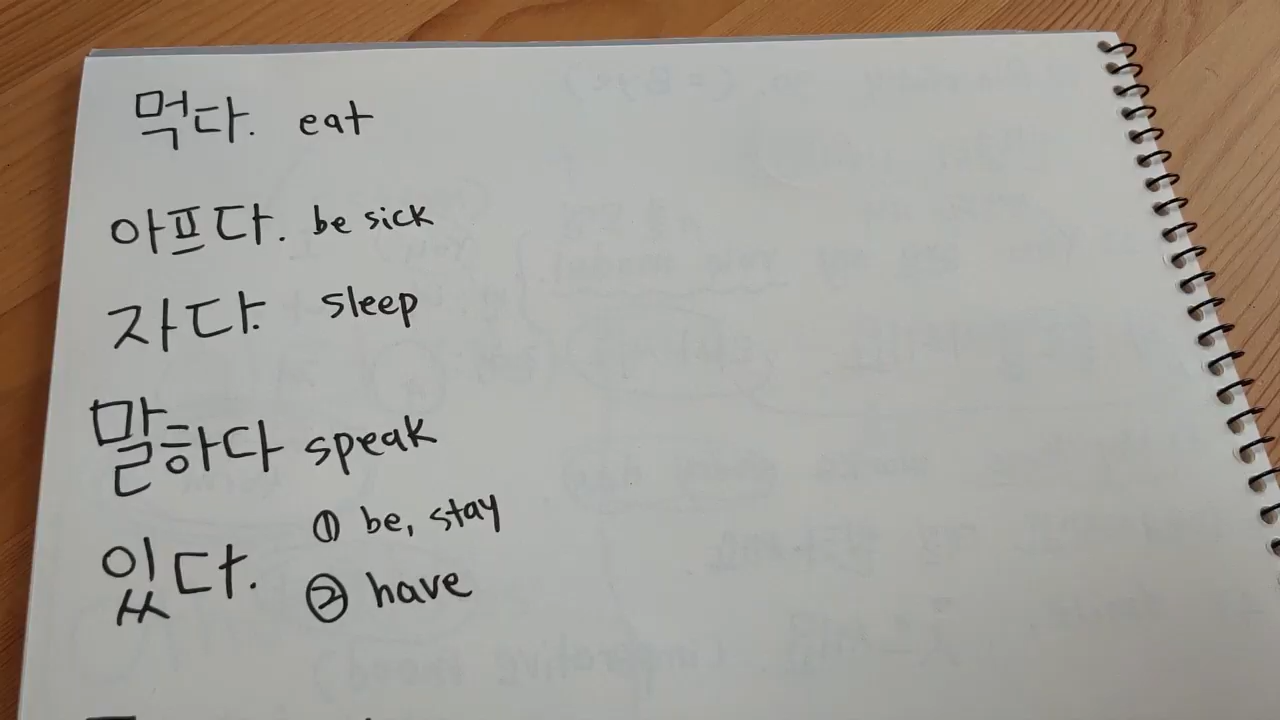 먹다. eat
아프다. be sick
자다. sleep
말하다 speak
있다. ① be, stay
② have